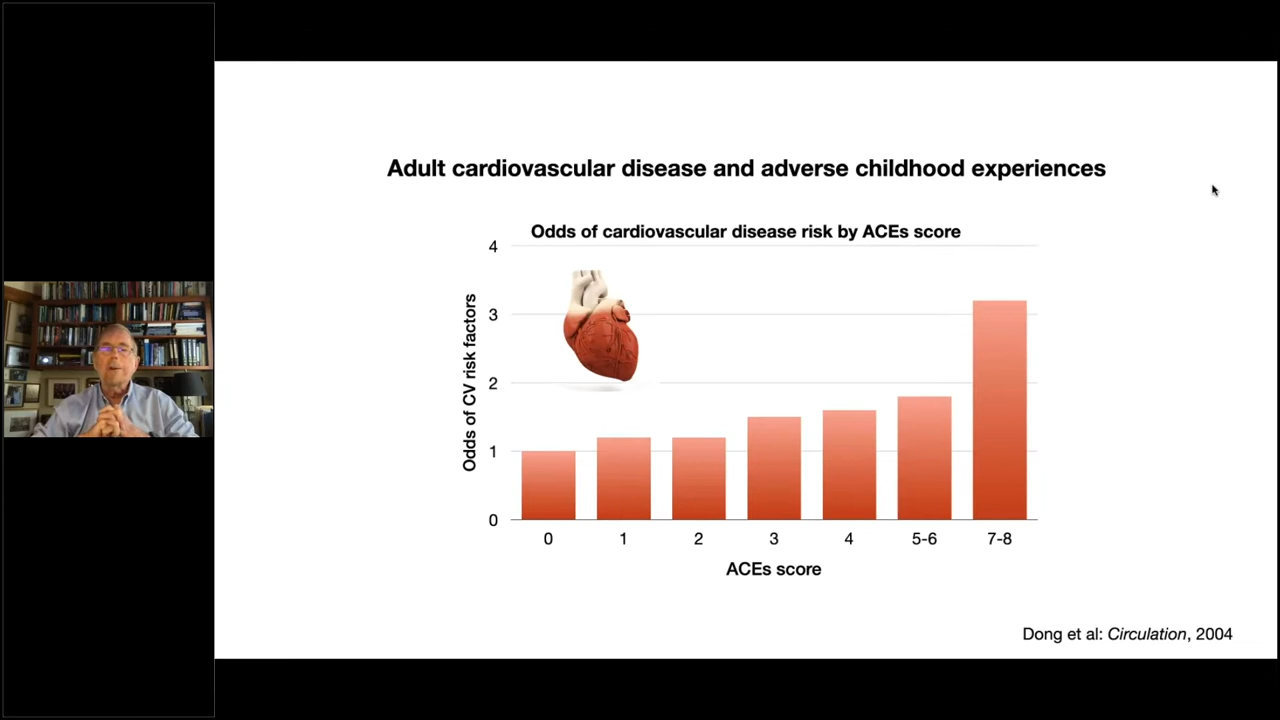 Adult cardiovascular disease and adverse childhood experiences
Odds of cardiovascular disease risk by ACEs score
Odds of CV risk factors
4
3
2
1
0
0 1 2 3 4 5-6 7-8
ACEs score
Dong et al: Circulation, 2004